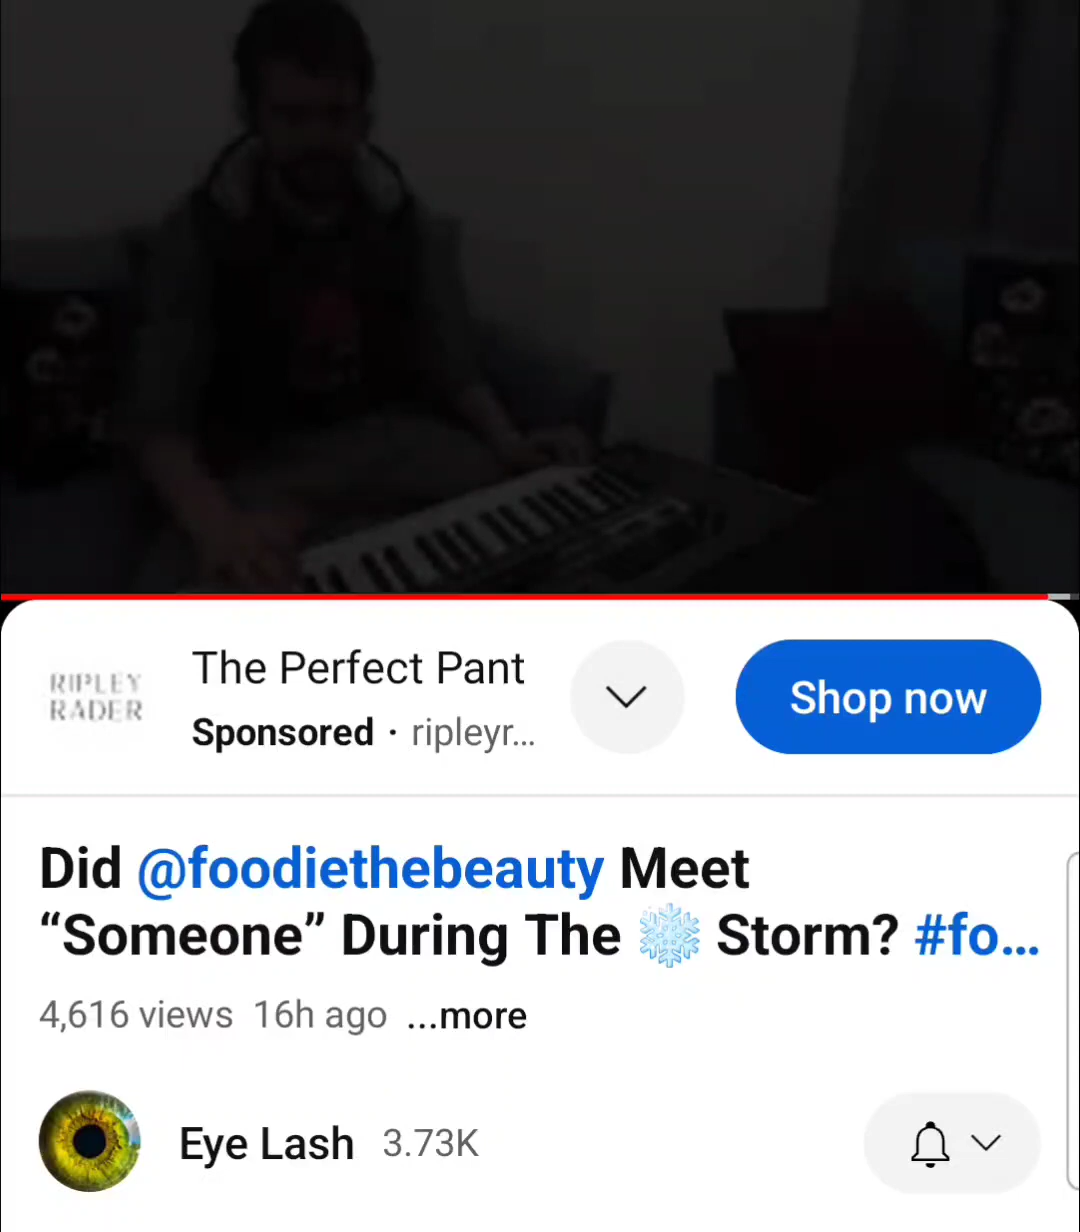 RIPLEY
RADER
The Perfect Pant
Sponsored · ripleyr...
Shop now
Did @foodiethebeauty Meet
“Someone” During The ❄️ Storm? #fo...
4,616 views 16h ago ...more
Eye Lash 3.73K